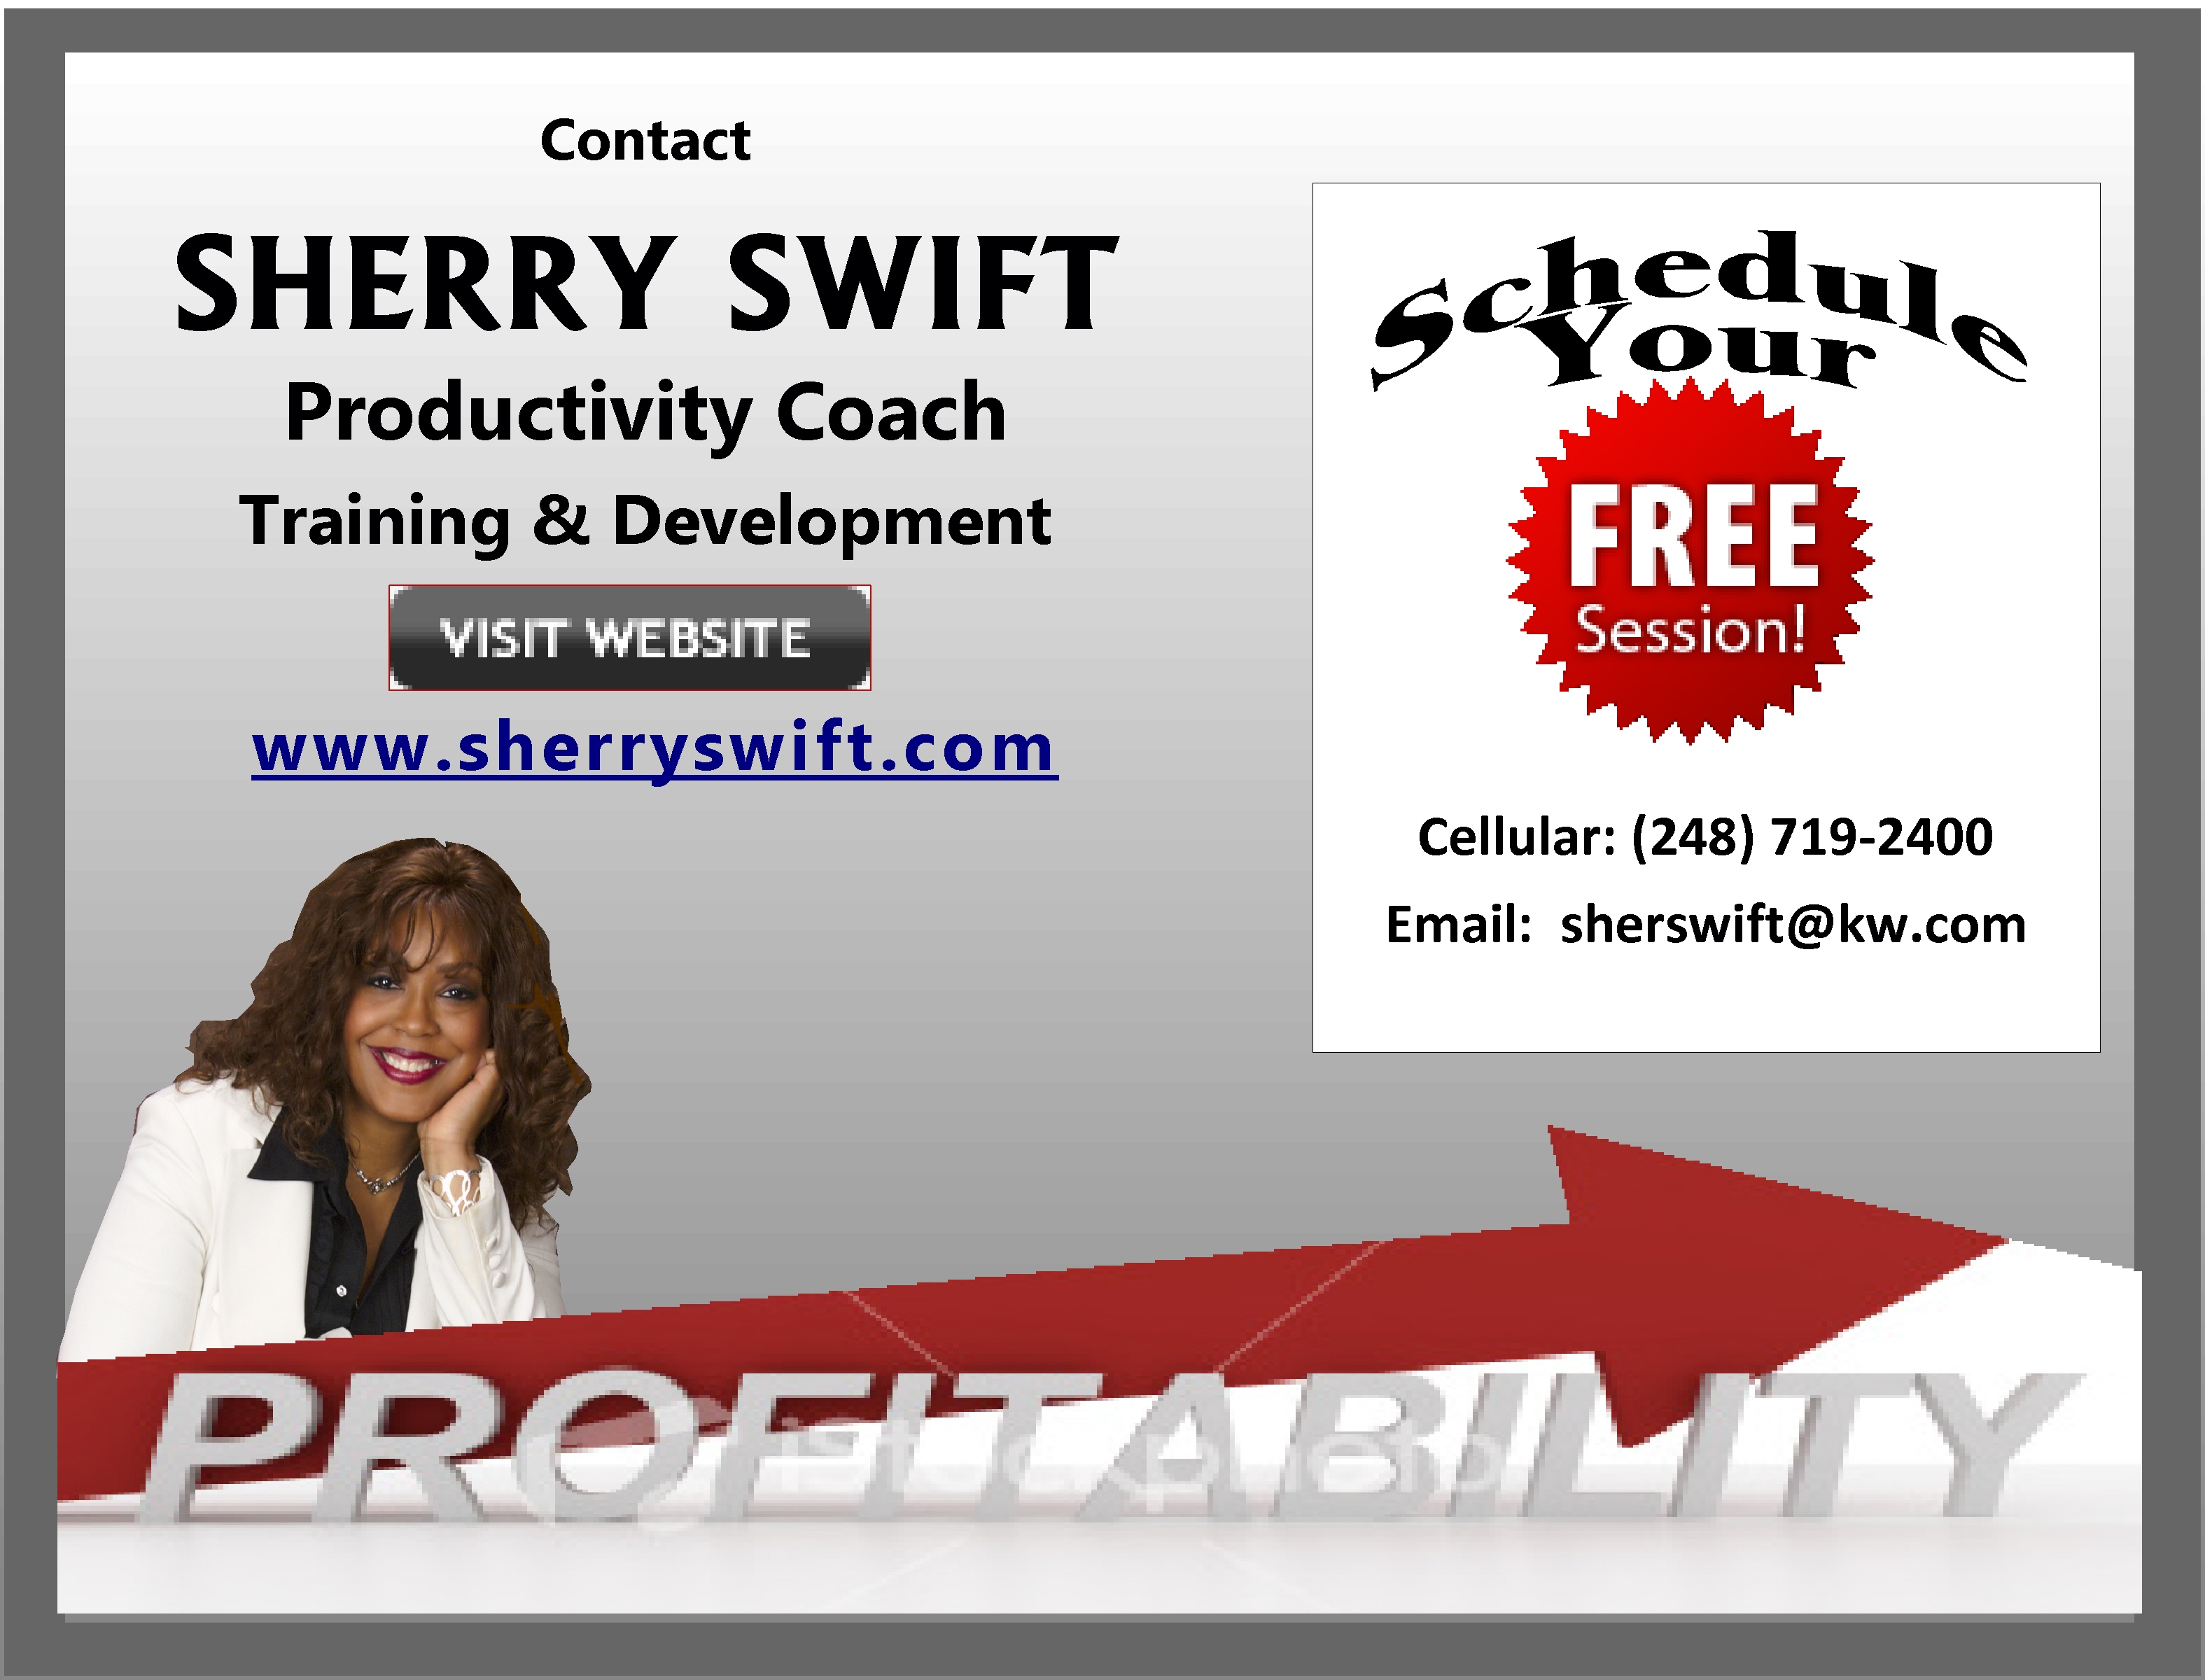 Contact
SHERRY SWIFT
Productivity Coach
Training & Development
VISIT WEBSITE
www.sherryswift.com
Schedule
Your
FREE
Session!
Cellular: (248) 719-2400
Email: sherswift@kw.com
PROFITABILITY
iStockphoto